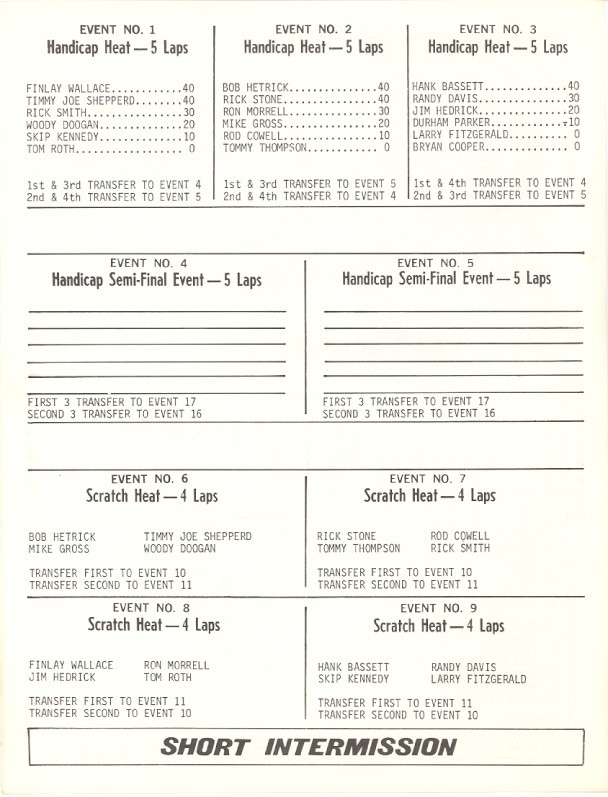 EVENT NO. 1
Handicap Heat — 5 Laps
FINLAY WALLACE............40
TIMMY JOE SHEPPERD........40
RICK SMITH................30
WOODY DOOGAN..............20
SKIP KENNEDY..............10
TOM ROTH.................. 0
1st & 3rd TRANSFER TO EVENT 4
2nd & 4th TRANSFER TO EVENT 5
EVENT NO. 2
Handicap Heat — 5 Laps
BOB HETRICK...............40
RICK STONE................40
RON MORRELL...............30
MIKE GROSS................20
ROD COWELL................10
TOMMY THOMPSON............ 0
1st & 3rd TRANSFER TO EVENT 5
2nd & 4th TRANSFER TO EVENT 4
EVENT NO. 3
Handicap Heat — 5 Laps
HANK BASSETT..............40
RANDY DAVIS...............30
JIM HEDRICK...............20
DURHAM PARKER.............10
LARRY FITZGERALD.......... 0
BRYAN COOPER.............. 0
1st & 4th TRANSFER TO EVENT 4
2nd & 3rd TRANSFER TO EVENT 5
EVENT NO. 4
Handicap Semi-Final Event — 5 Laps
FIRST 3 TRANSFER TO EVENT 17
SECOND 3 TRANSFER TO EVENT 16
EVENT NO. 5
Handicap Semi-Final Event — 5 Laps
FIRST 3 TRANSFER TO EVENT 17
SECOND 3 TRANSFER TO EVENT 16
EVENT NO. 6
Scratch Heat — 4 Laps
BOB HETRICK TIMMY JOE SHEPPERD
MIKE GROSS WOODY DOOGAN
TRANSFER FIRST TO EVENT 10
TRANSFER SECOND TO EVENT 11
EVENT NO. 7
Scratch Heat — 4 Laps
RICK STONE ROD COWELL
TOMMY THOMPSON RICK SMITH
TRANSFER FIRST TO EVENT 10
TRANSFER SECOND TO EVENT 11
EVENT NO. 8
Scratch Heat — 4 Laps
FINLAY WALLACE RON MORRELL
JIM HEDRICK TOM ROTH
TRANSFER FIRST TO EVENT 11
TRANSFER SECOND TO EVENT 10
EVENT NO. 9
Scratch Heat — 4 Laps
HANK BASSETT RANDY DAVIS
SKIP KENNEDY LARRY FITZGERALD
TRANSFER FIRST TO EVENT 11
TRANSFER SECOND TO EVENT 10
SHORT INTERMISSION